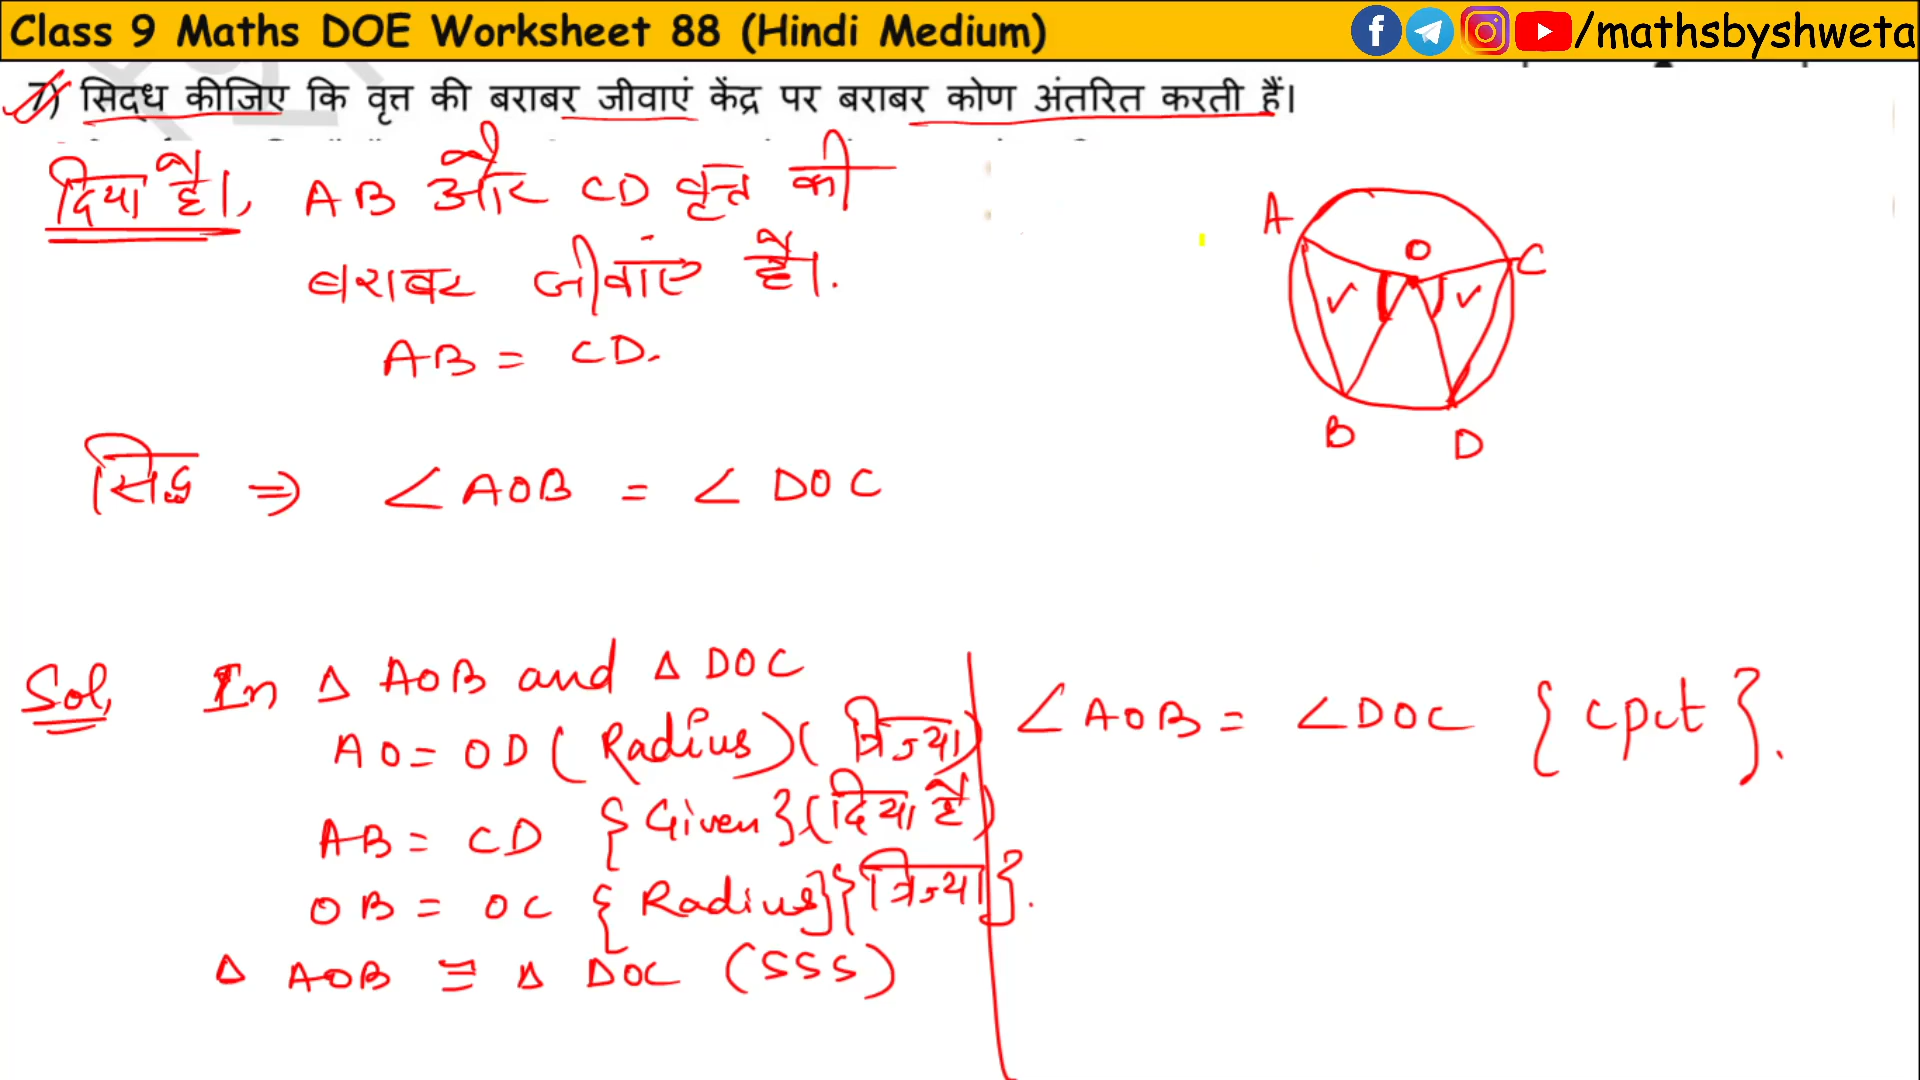 Class 9 Maths DOE Worksheet 88 (Hindi Medium)
/mathsbyshweta
7) सिद्ध कीजिए कि वृत्त की बराबर जीवाएं केंद्र पर बराबर कोण अंतरित करती हैं।
दिया है।, AB और CD वृत्त की
बराबर जीवाएं है।.
AB = CD.
A
O
C
B
D
सिद्ध ⇒ ∠AOB = ∠DOC
Sol, In Δ AOB and Δ DOC
AO = OD (Radius) (त्रिज्या)
AB = CD {Given} (दिया है)
OB = OC {Radius} {त्रिज्या}.
Δ AOB ≅ Δ DOC (SSS)
∠AOB = ∠DOC {cpct}.